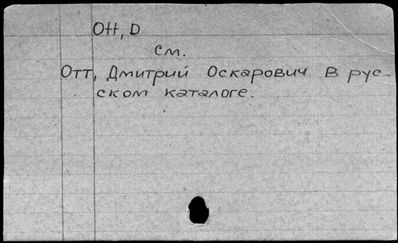 Ott, D
см.
Отт, Дмитрий Оскарович в рус-
ском каталоге.